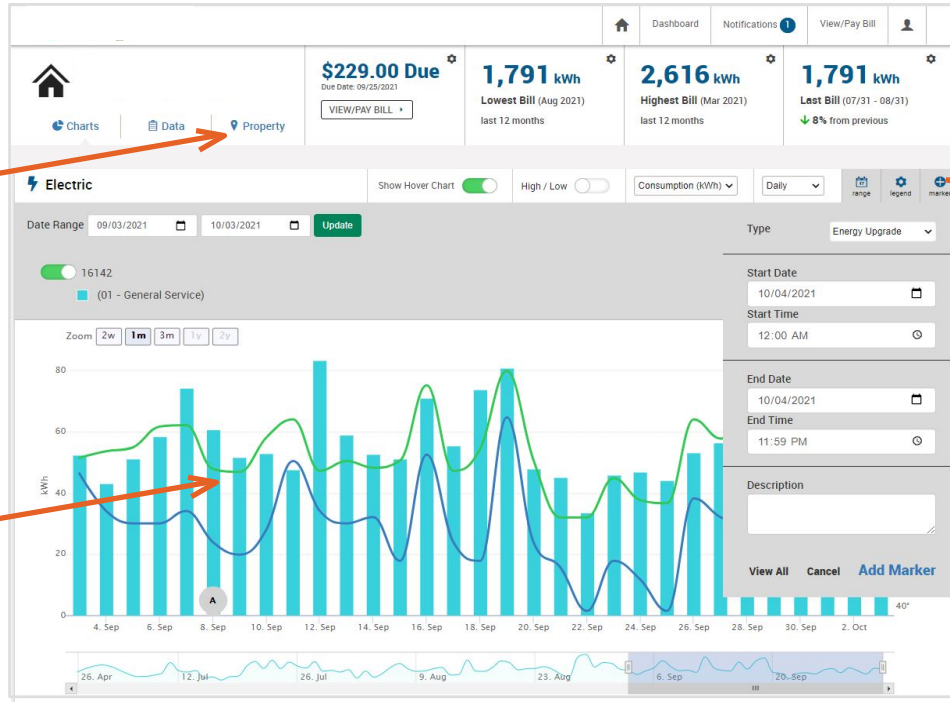 Dashboard Notifications 1 View/Pay Bill
$229.00 Due
Due Date: 09/25/2021
VIEW/PAY BILL
1,791 kWh
Lowest Bill (Aug 2021)
last 12 months
2,616 kWh
Highest Bill (Mar 2021)
last 12 months
1,791 kWh
Last Bill (07/31 - 08/31)
8% from previous
Charts Data Property
Electric
Show Hover Chart High / Low Consumption (kWh) Daily
range legend marker
Date Range 09/03/2021 10/03/2021 Update
16142
(01 - General Service)
Type Energy Upgrade
Start Date
10/04/2021
Start Time
12:00 AM
End Date
10/04/2021
End Time
11:59 PM
Description
View All Cancel Add Marker
Zoom 2w 1m 3m 1y 2y
80
60
40
20
0
kWh
A
40°
4. Sep 6. Sep 8. Sep 10. Sep 12. Sep 14. Sep 16. Sep 18. Sep 20. Sep 22. Sep 24. Sep 26. Sep 28. Sep 30. Sep 2. Oct
26. Apr 12. Jul 26. Jul 9. Aug 23. Aug 6. Sep 20. Sep